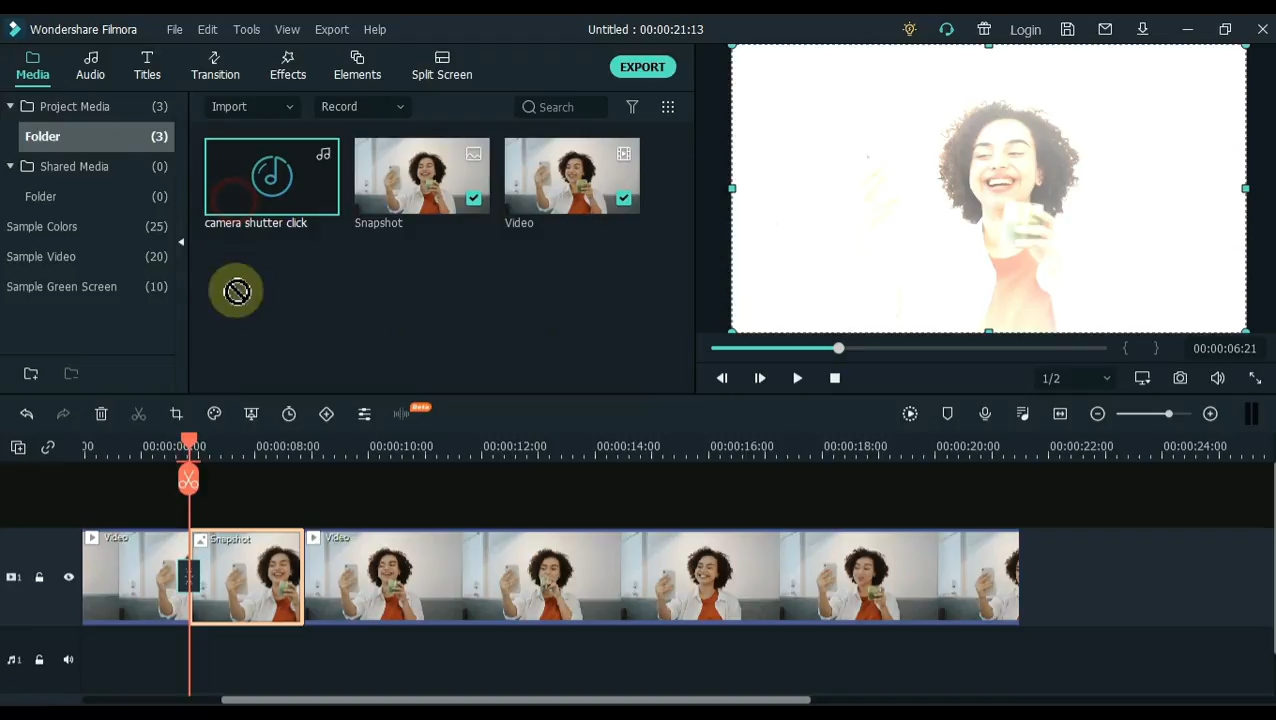 Wondershare Filmora File Edit Tools View Export Help Untitled : 00:00:21:13 Login
Media Audio Titles Transition Effects Elements Split Screen EXPORT
Project Media (3)
Folder (3)
Shared Media (0)
Folder (0)
Sample Colors (25)
Sample Video (20)
Sample Green Screen (10)
Import Record Search
camera shutter click Snapshot Video
{ } 00:00:06:21
1/2
Beta
00 00:00:06:00 00:00:08:00 00:00:10:00 00:00:12:00 00:00:14:00 00:00:16:00 00:00:18:00 00:00:20:00 00:00:22:00 00:00:24:00
Video Snapshot Video
1
1